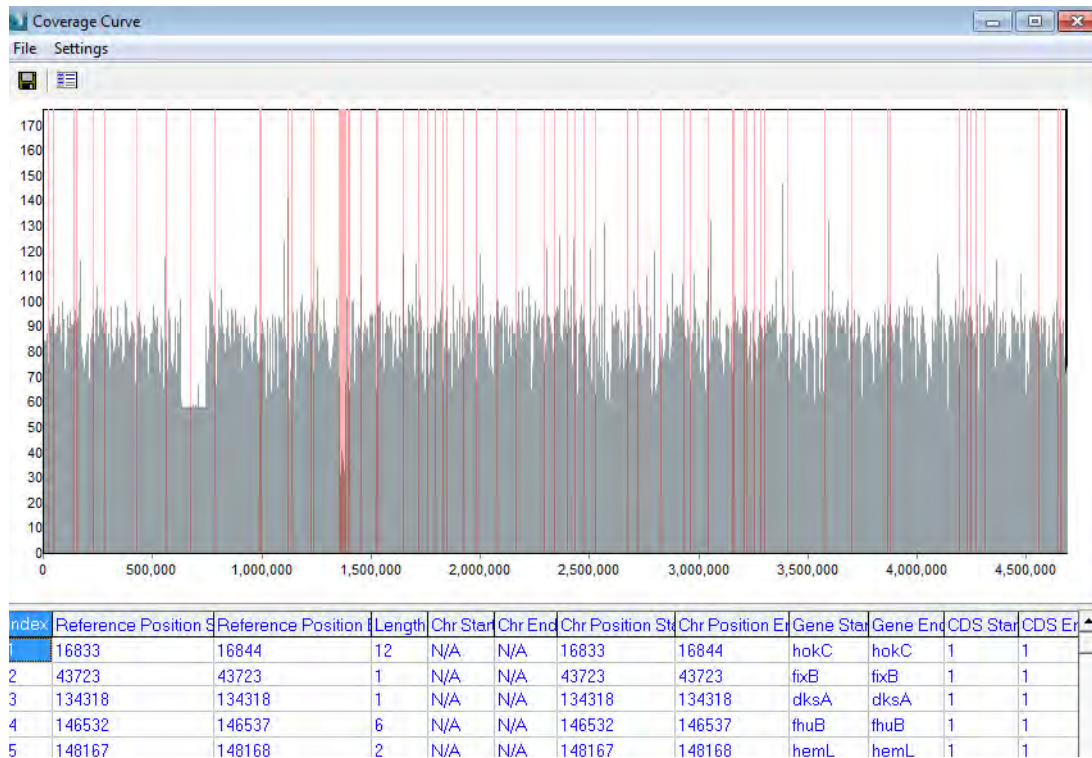 Coverage Curve
File Settings
170
160
150
140
130
120
110
100
90
80
70
60
50
40
30
20
10
0
0 500,000 1,000,000 1,500,000 2,000,000 2,500,000 3,000,000 3,500,000 4,000,000 4,500,000
ndex Reference Position S Reference Position E Length Chr Start Chr End Chr Position Sta Chr Position Er Gene Star Gene End CDS Star CDS Er
1 16833 16844 12 N/A N/A 16833 16844 hokC hokC 1 1
2 43723 43723 1 N/A N/A 43723 43723 fixB fixB 1 1
3 134318 134318 1 N/A N/A 134318 134318 dksA dksA 1 1
4 146532 146537 6 N/A N/A 146532 146537 fhuB fhuB 1 1
5 148167 148168 2 N/A N/A 148167 148168 hemL hemL 1 1